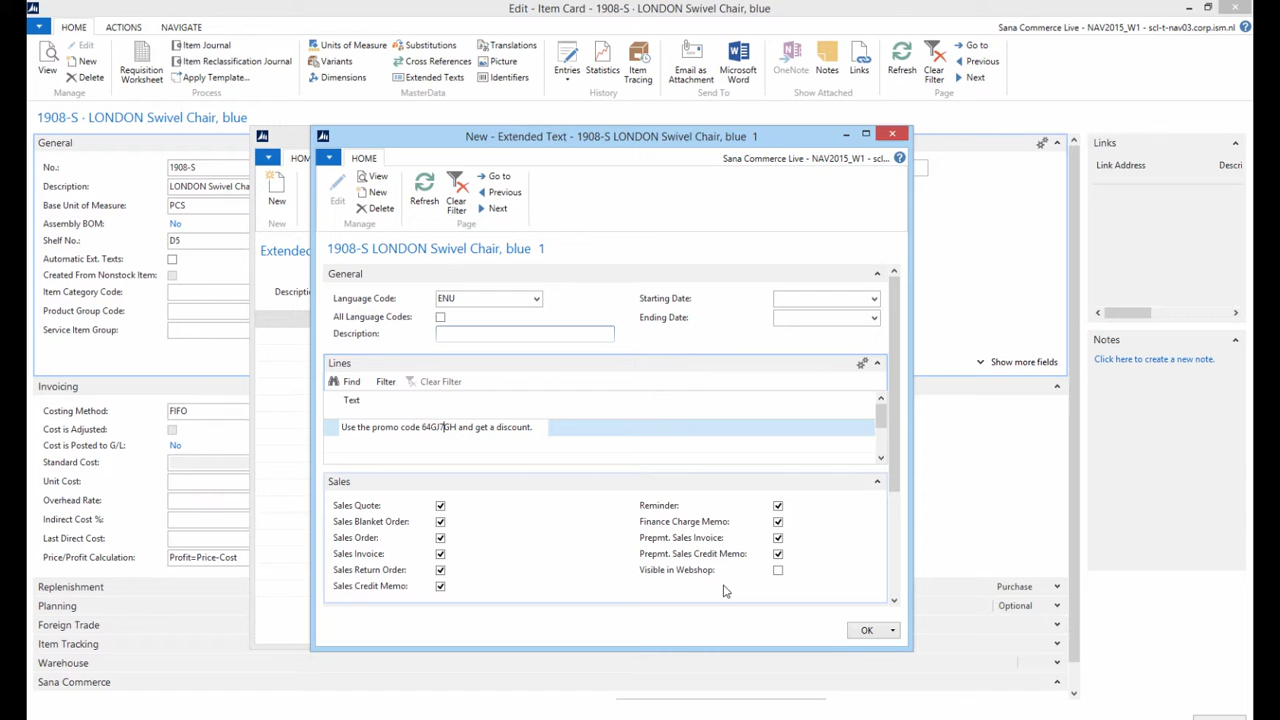 Edit - Item Card - 1908-S · LONDON Swivel Chair, blue
HOME ACTIONS NAVIGATE
Sana Commerce Live - NAV2015_W1 - scl-t-nav03.corp.ism.nl
View
Edit
New
Delete
Manage
Requisition Worksheet
Item Journal
Item Reclassification Journal
Apply Template...
Process
Units of Measure
Variants
Dimensions
Substitutions
Cross References
Extended Texts
Translations
Picture
Identifiers
MasterData
Entries
Statistics
Item Tracing
History
Email as Attachment
Microsoft Word
Send To
OneNote
Notes
Links
Show Attached
Refresh
Clear Filter
Go to
Previous
Next
Page
1908-S · LONDON Swivel Chair, blue
General
No.: 1908-S
Description: LONDON Swivel Cha
Base Unit of Measure: PCS
Assembly BOM: No
Shelf No.: D5
Automatic Ext. Texts:
Created From Nonstock Item:
Item Category Code:
Product Group Code:
Service Item Group:
Show more fields
Invoicing
Costing Method: FIFO
Cost is Adjusted:
Cost is Posted to G/L: No
Standard Cost:
Unit Cost:
Overhead Rate:
Indirect Cost %:
Last Direct Cost:
Price/Profit Calculation: Profit=Price-Cost
Replenishment Purchase
Planning Optional
Foreign Trade
Item Tracking
Warehouse
Sana Commerce
Links
Link Address Descri
Notes
Click here to create a new note.
HOM
New
New
Extended
Descripti
New - Extended Text - 1908-S LONDON Swivel Chair, blue 1
HOME
Sana Commerce Live - NAV2015_W1 - scl...
Edit
View
New
Delete
Manage
Refresh
Clear Filter
Go to
Previous
Next
Page
1908-S LONDON Swivel Chair, blue 1
General
Language Code: ENU
All Language Codes:
Description:
Starting Date:
Ending Date:
Lines
Find Filter Clear Filter
Text
Use the promo code 64GJ7GH and get a discount.
Sales
Sales Quote:
Sales Blanket Order:
Sales Order:
Sales Invoice:
Sales Return Order:
Sales Credit Memo:
Reminder:
Finance Charge Memo:
Prepmt. Sales Invoice:
Prepmt. Sales Credit Memo:
Visible in Webshop:
OK